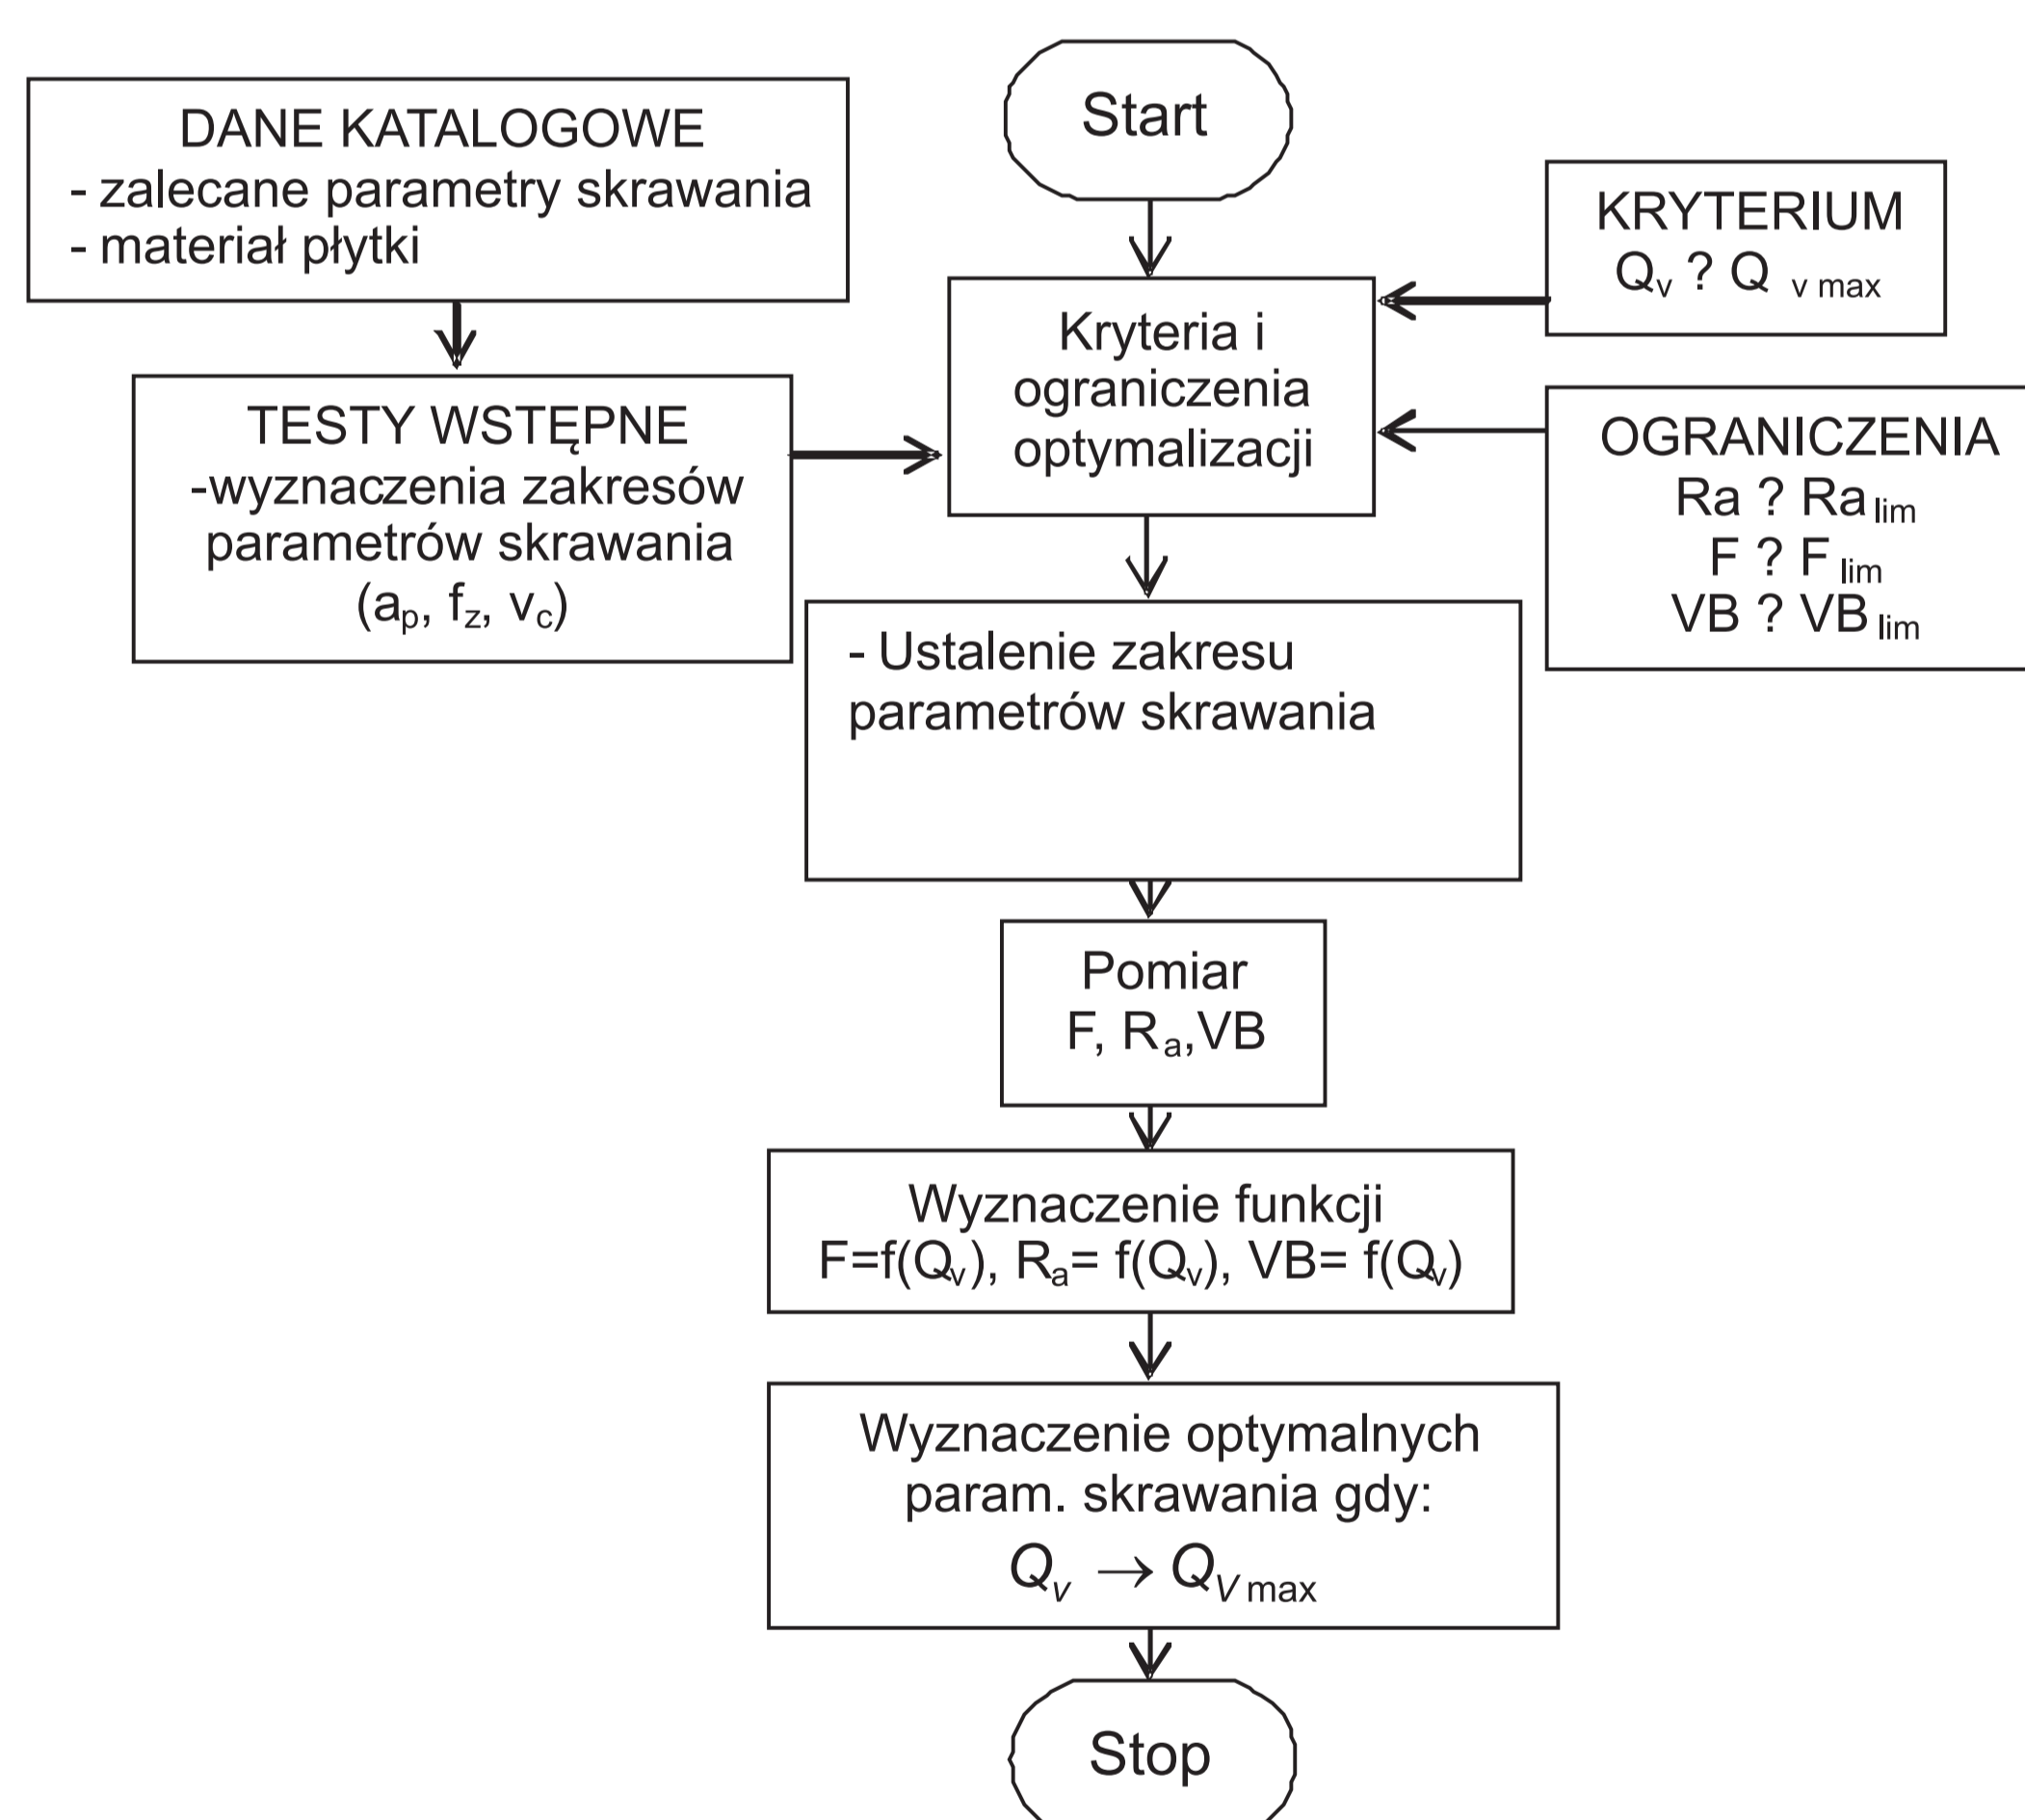 Start
DANE KATALOGOWE
- zalecane parametry skrawania
- materiał płytki
KRYTERIUM
Qv ? Q v max
TESTY WSTĘPNE
-wyznaczenia zakresów
parametrów skrawania
(ap, fz, vc)
Kryteria i
ograniczenia
optymalizacji
OGRANICZENIA
Ra ? Ra lim
F ? F lim
VB ? VB lim
- Ustalenie zakresu
parametrów skrawania
Pomiar
F, Ra,VB
Wyznaczenie funkcji
F=f(Qv), Ra= f(Qv), VB= f(Qv)
Wyznaczenie optymalnych
param. skrawania gdy:
Qv → QV max
Stop